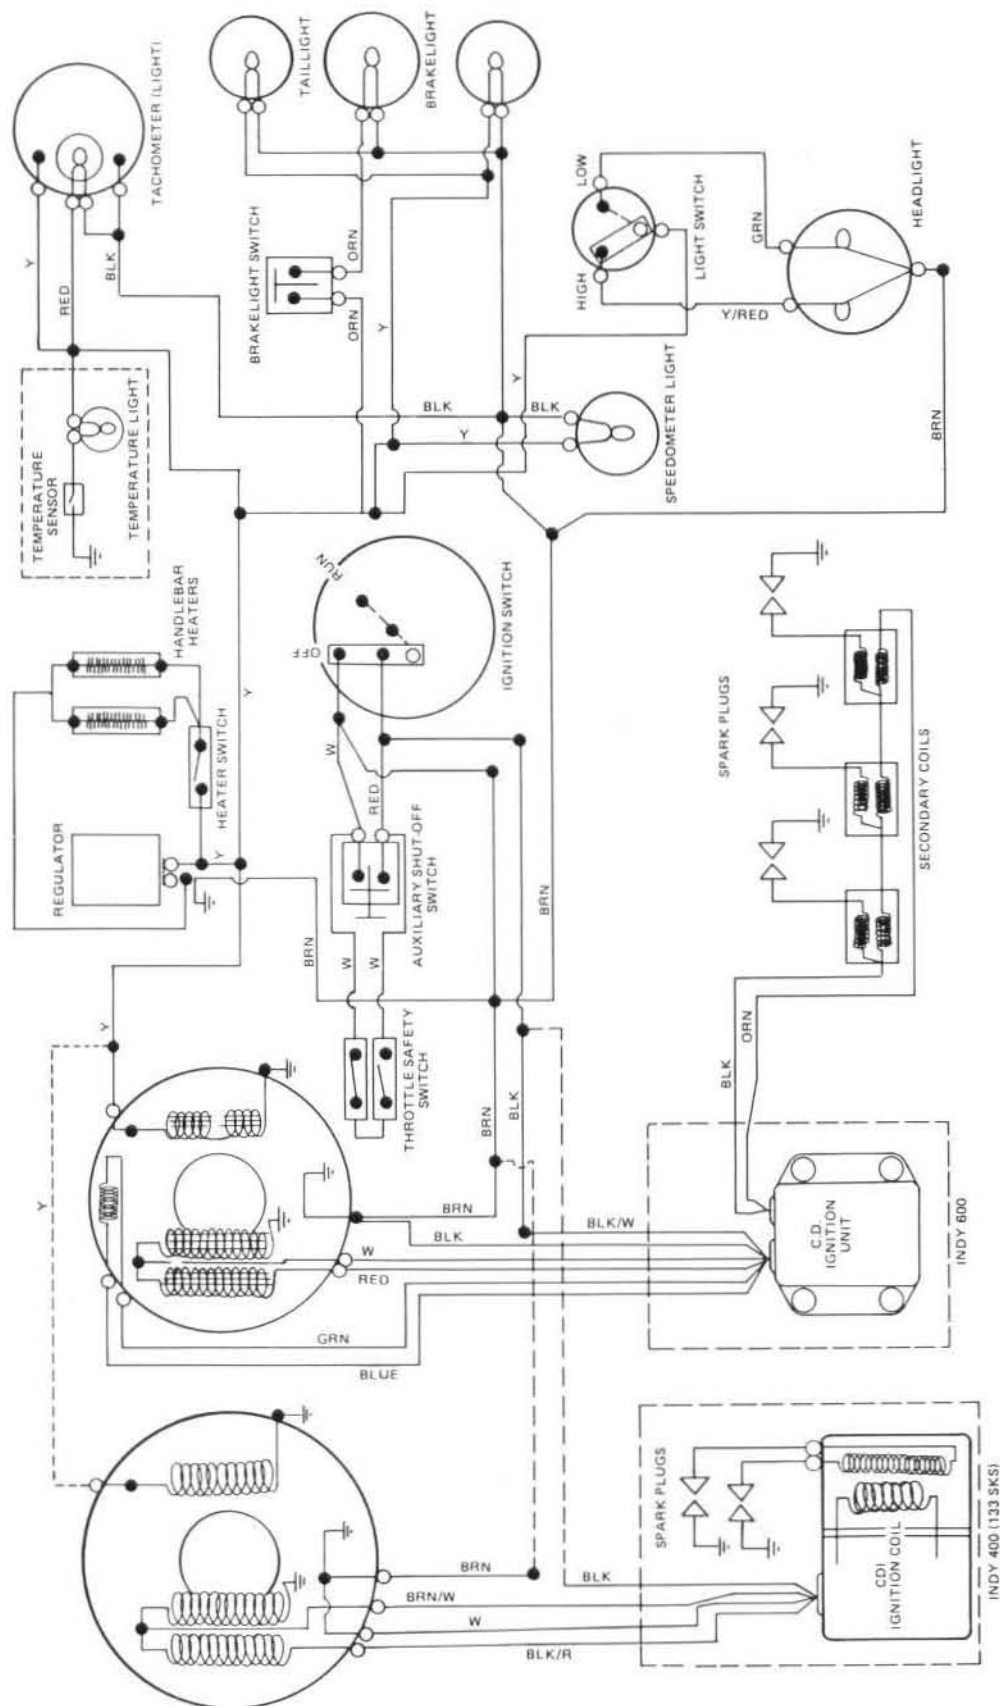 TAILLIGHT
BRAKELIGHT
TACHOMETER (LIGHT)
Y
RED
BLK
BRAKELIGHT SWITCH
ORN
ORN
Y
LOW
HIGH
LIGHT SWITCH
GRN
Y/RED
HEADLIGHT
TEMPERATURE
SENSOR
TEMPERATURE LIGHT
BLK
BLK
Y
Y
SPEEDOMETER LIGHT
BRN
HANDLEBAR
HEATERS
HEATER SWITCH
Y
RUN
OFF
IGNITION SWITCH
REGULATOR
Y
W
RED
AUXILIARY SHUT-OFF
SWITCH
SPARK PLUGS
SECONDARY COILS
BRN
BRN
W
W
THROTTLE SAFETY
SWITCH
Y
BRN
BLK
BLK
ORN
Y
BRN
BLK
W
RED
BLK/W
GRN
BLUE
C.D.
IGNITION
UNIT
INDY 600
BRN
BRN/W
W
BLK/R
BLK
SPARK PLUGS
CDI
IGNITION COIL
INDY 400 (133 SKS)